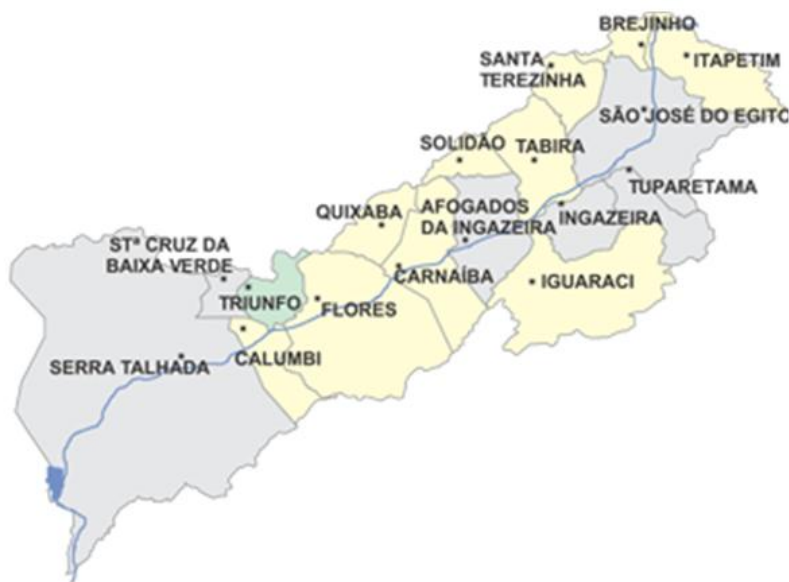 BREJINHO
ITAPETIM
SANTA
TEREZINHA
SÃO JOSÉ DO EGITO
SOLIDÃO
TABIRA
TUPARETAMA
QUIXABA
AFOGADOS
DA INGAZEIRA
INGAZEIRA
STª CRUZ DA
BAIXA VERDE
CARNAÍBA
IGUARACI
TRIUNFO
FLORES
CALUMBI
SERRA TALHADA